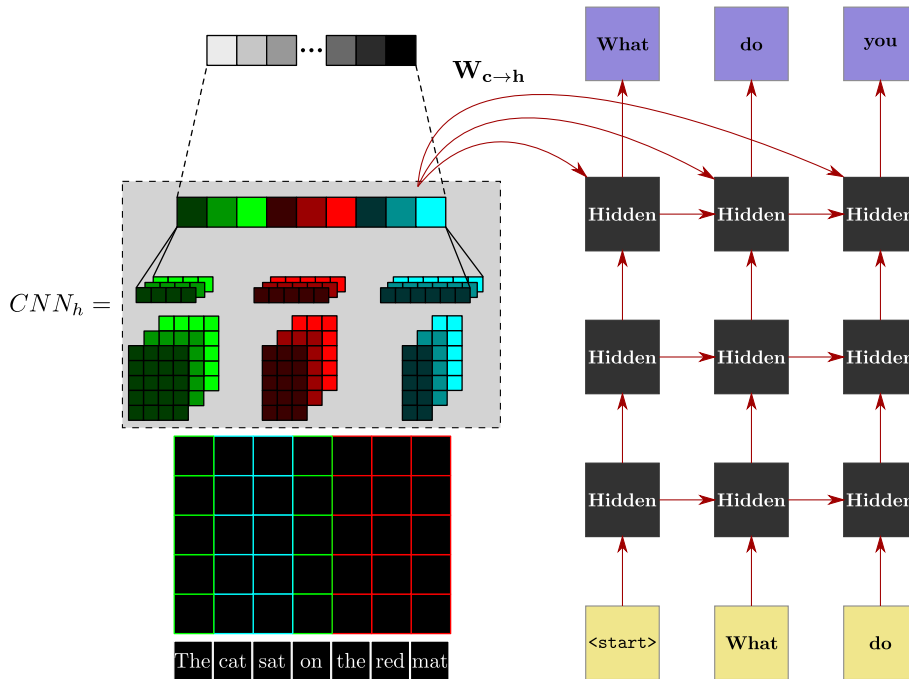 What do you
W_{c→h}
Hidden Hidden Hidden
CNN_h =
Hidden Hidden Hidden
Hidden Hidden Hidden
<start> What do
The cat sat on the red mat